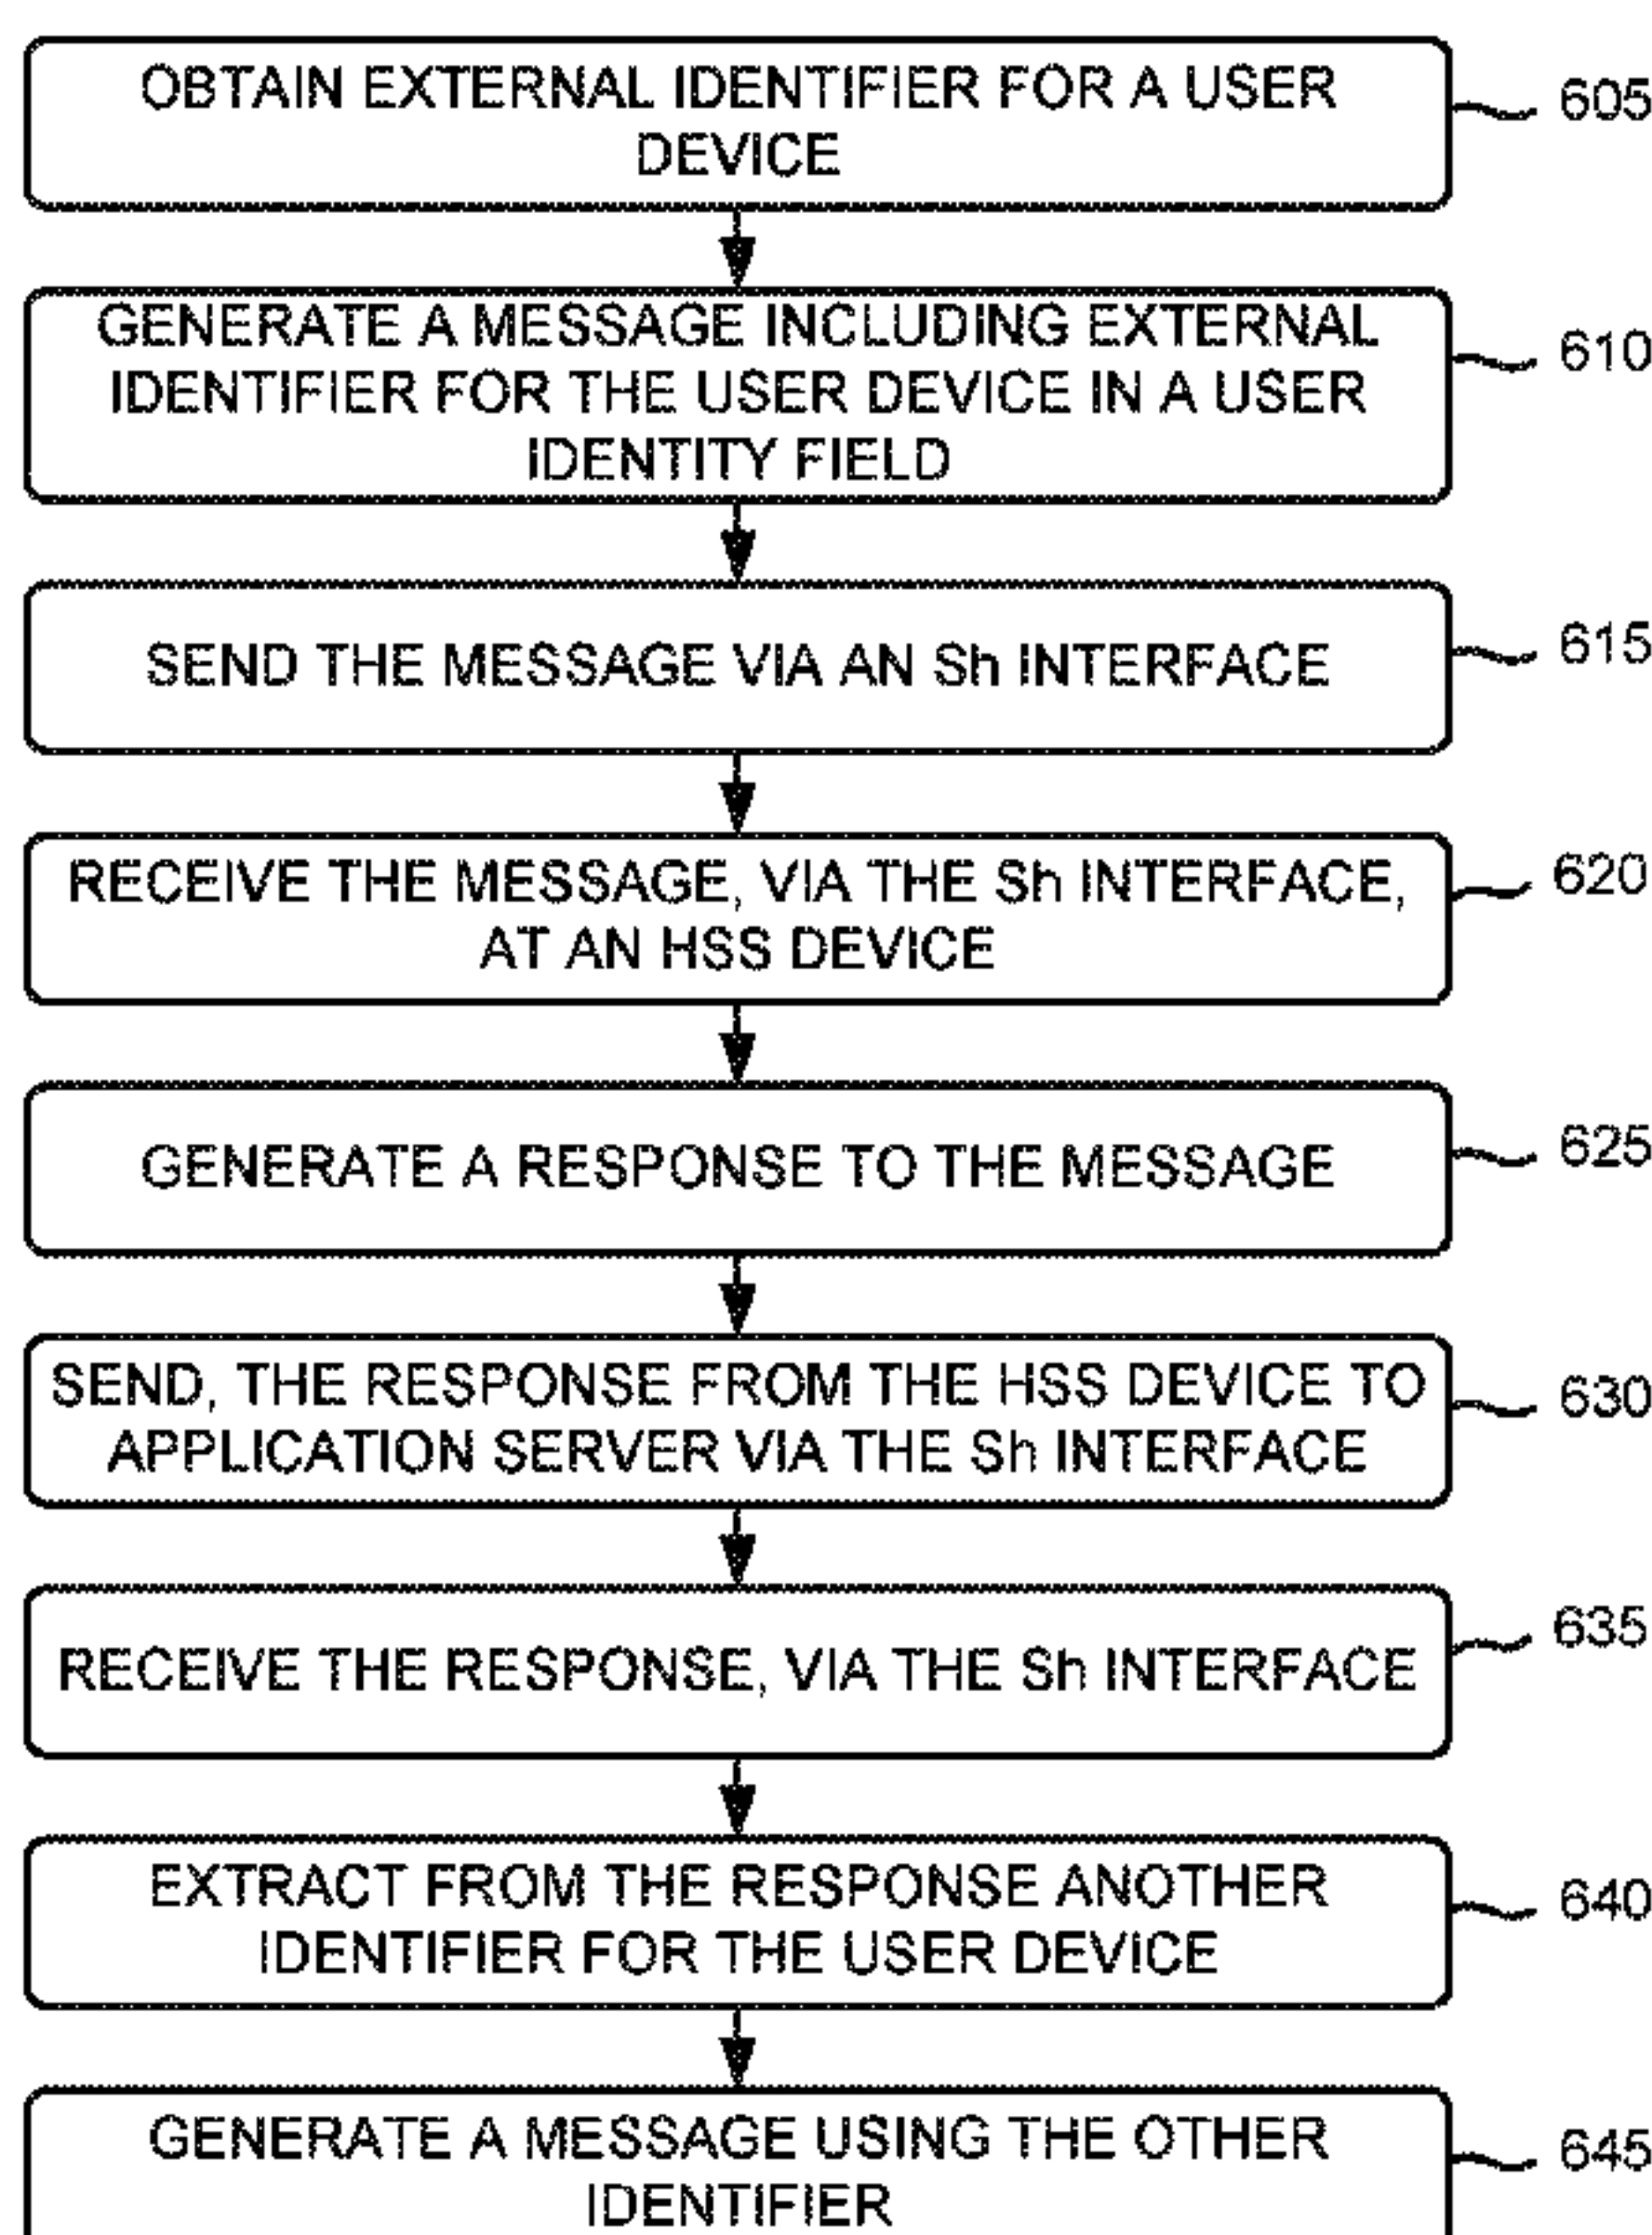 OBTAIN EXTERNAL IDENTIFIER FOR A USER
DEVICE
605
GENERATE A MESSAGE INCLUDING EXTERNAL
IDENTIFIER FOR THE USER DEVICE IN A USER
IDENTITY FIELD
610
SEND THE MESSAGE VIA AN Sh INTERFACE
615
RECEIVE THE MESSAGE, VIA THE Sh INTERFACE,
AT AN HSS DEVICE
620
GENERATE A RESPONSE TO THE MESSAGE
625
SEND, THE RESPONSE FROM THE HSS DEVICE TO
APPLICATION SERVER VIA THE Sh INTERFACE
630
RECEIVE THE RESPONSE, VIA THE Sh INTERFACE
635
EXTRACT FROM THE RESPONSE ANOTHER
IDENTIFIER FOR THE USER DEVICE
640
GENERATE A MESSAGE USING THE OTHER
IDENTIFIER
645